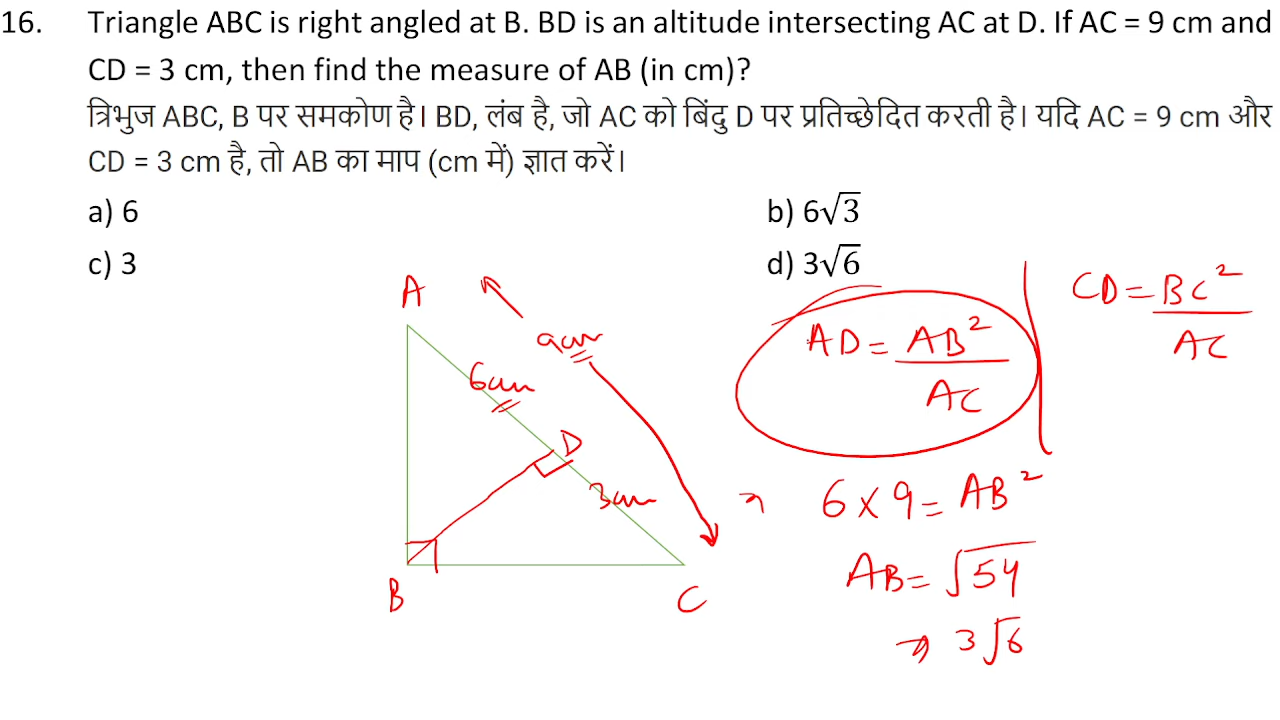 16. Triangle ABC is right angled at B. BD is an altitude intersecting AC at D. If AC = 9 cm and
CD = 3 cm, then find the measure of AB (in cm)?
त्रिभुज ABC, B पर समकोण है। BD, लंब है, जो AC को बिंदु D पर प्रतिच्छेदित करती है। यदि AC = 9 cm और
CD = 3 cm है, तो AB का माप (cm में) ज्ञात करें।
a) 6 b) 6√3
c) 3 d) 3√6
A
9cm
6cm
D
3cm
B
C
AD = AB²/AC
CD = BC²/AC
6 × 9 = AB²
AB = √54
⇒ 3√6